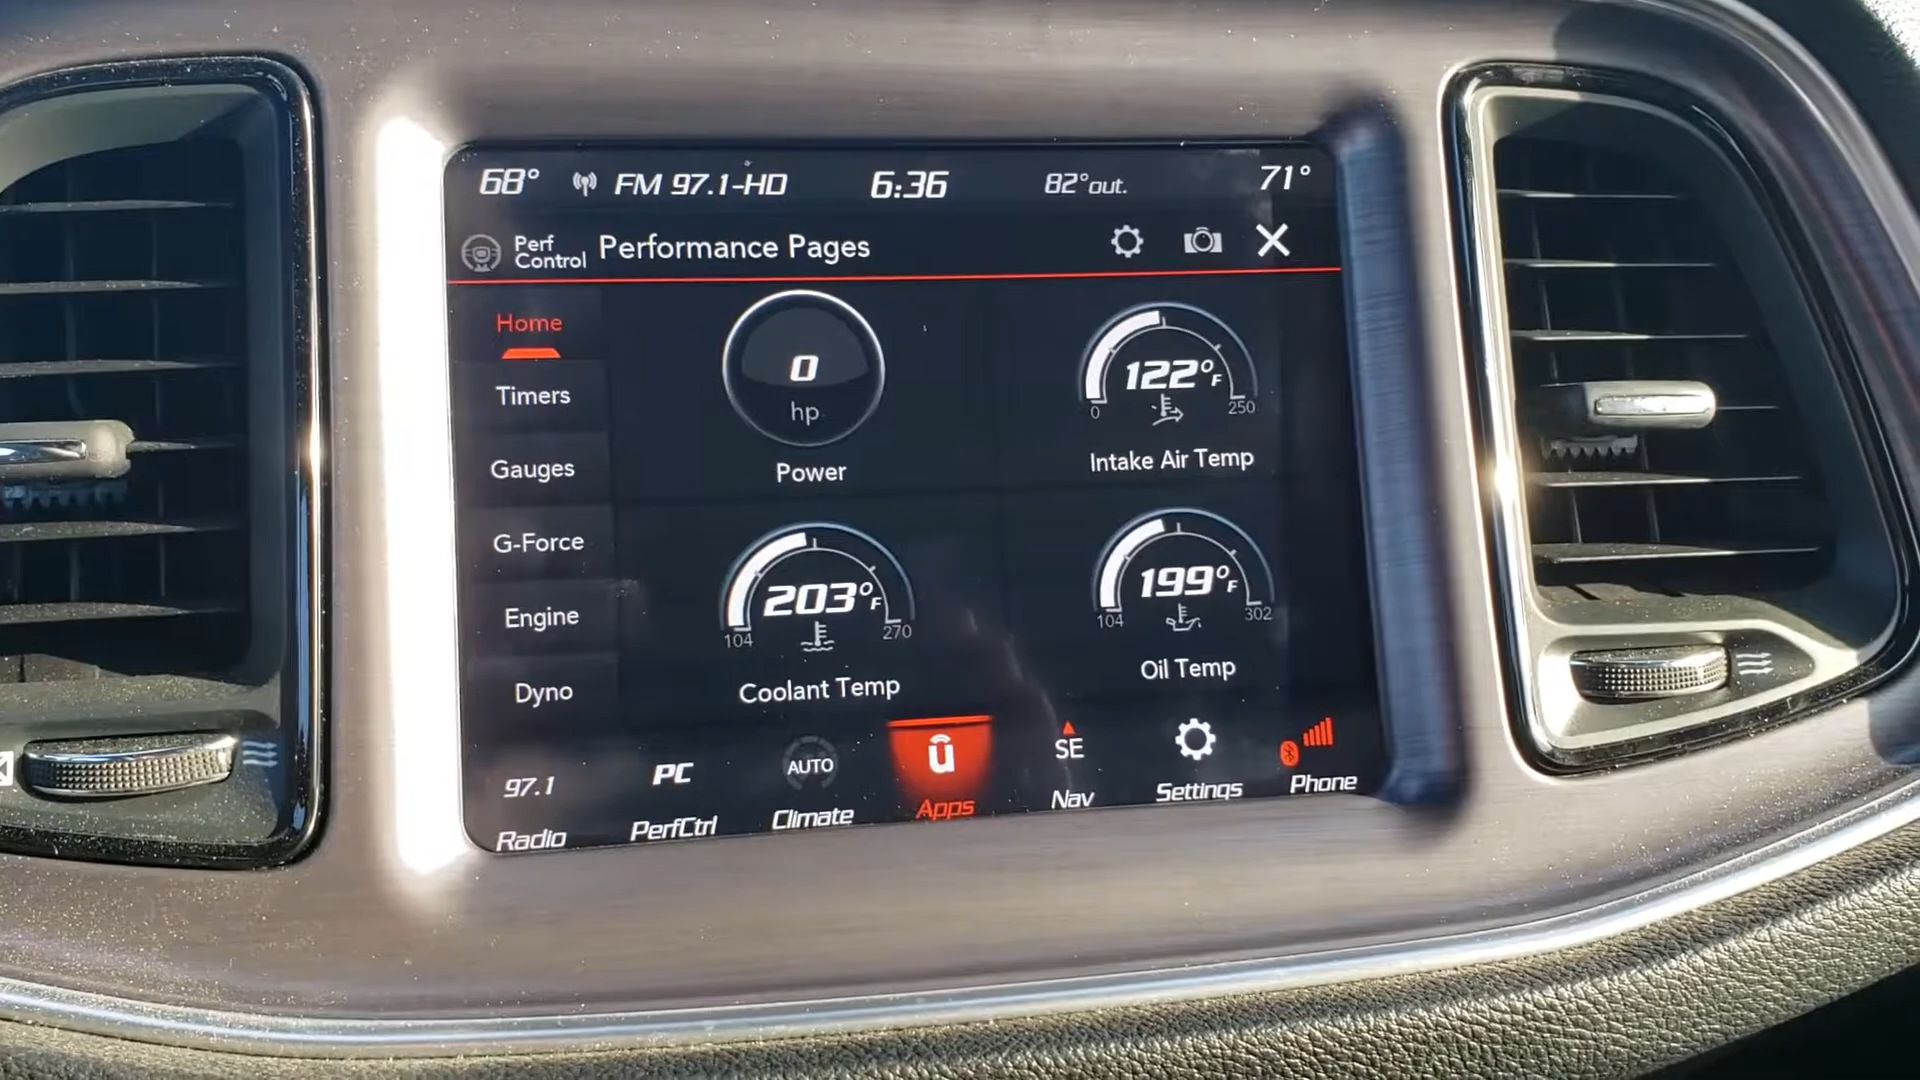 68° FM 97.1-HD 6:36 82°out. 71°
Perf
Control
Performance Pages
Home
Timers
Gauges
G-Force
Engine
Dyno
0
hp
Power
122°F
0 250
Intake Air Temp
203°F
104 270
Coolant Temp
199°F
104 302
Oil Temp
97.1 PC AUTO SE
Radio PerfCtrl Climate Apps Nav Settings Phone